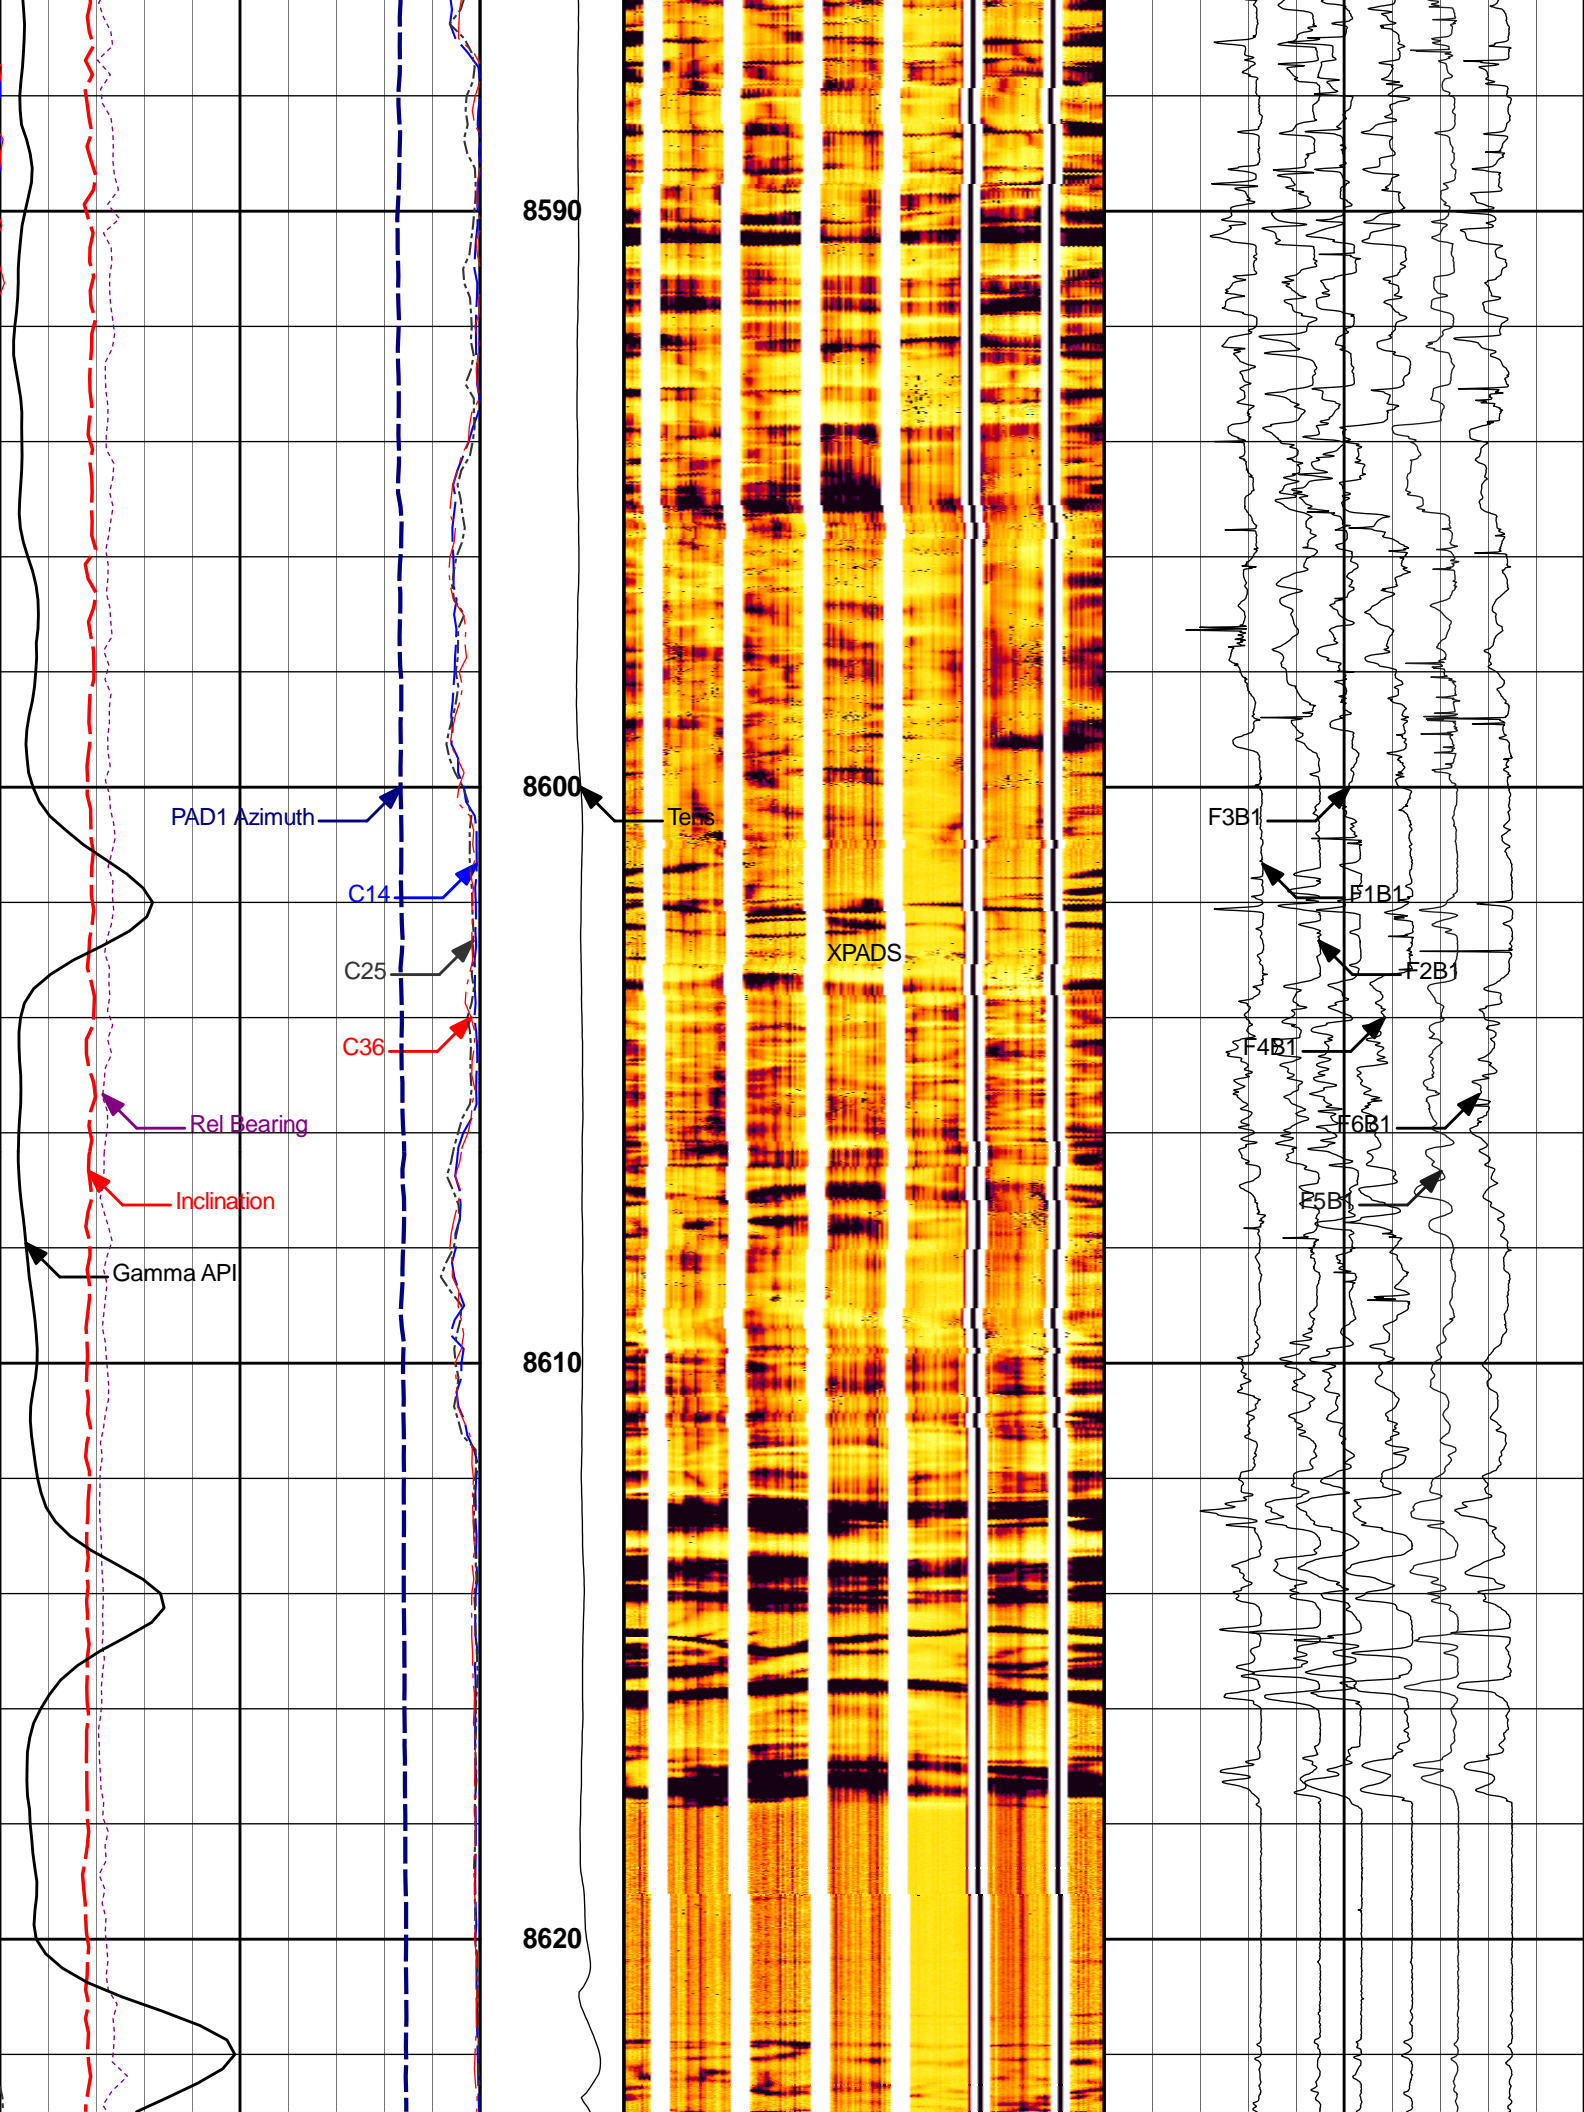 8590
8600
PAD1 Azimuth
Tens
F3B1
C14
F1B1
XPADS
C25
F2B1
C36
F4B1
Rel Bearing
F6B1
Inclination
F5B1
Gamma API
8610
8620